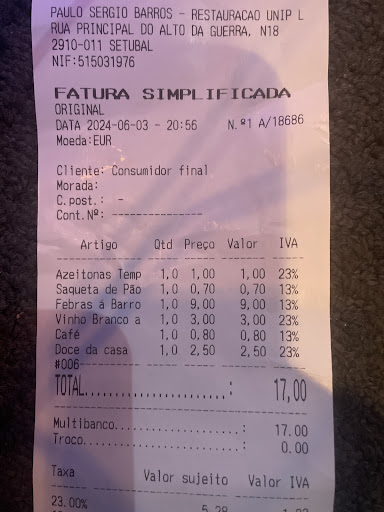 PAULO SERGIO BARROS - RESTAURACAO UNIP L
RUA PRINCIPAL DO ALTO DA GUERRA, N18
2910-011 SETUBAL
NIF:515031976
FATURA SIMPLIFICADA
ORIGINAL
DATA 2024-06-03 - 20:56 N.º1 A/18686
Moeda:EUR
Cliente: Consumidor final
Morada:
C.post.: -
Cont.Nº: ----------------
Artigo Qtd Preço Valor IVA
Azeitonas Temp 1,0 1,00 1,00 23%
Saqueta de Pão 1,0 0,70 0,70 13%
Febras á Barro 1,0 9,00 9,00 13%
Vinho Branco a 1,0 3,00 3,00 23%
Café 1,0 0,80 0,80 13%
Doce da casa 1,0 2,50 2,50 23%
#006
TOTAL......................: 17,00
Multibanco...................: 17.00
Troco........................: 0.00
Taxa Valor sujeito Valor IVA
23.00% 5.28